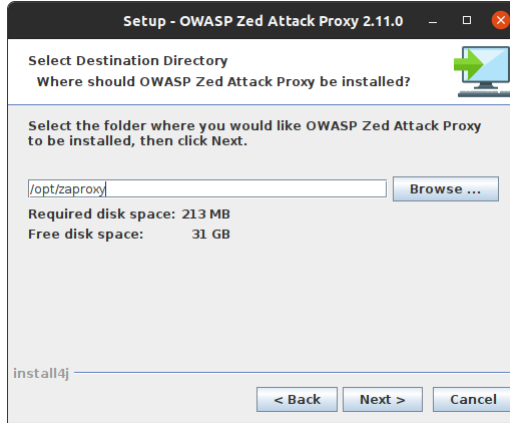 Setup - OWASP Zed Attack Proxy 2.11.0
Select Destination Directory
Where should OWASP Zed Attack Proxy be installed?
Select the folder where you would like OWASP Zed Attack Proxy
to be installed, then click Next.
/opt/zaproxy
Browse ...
Required disk space: 213 MB
Free disk space: 31 GB
install4j
< Back
Next >
Cancel